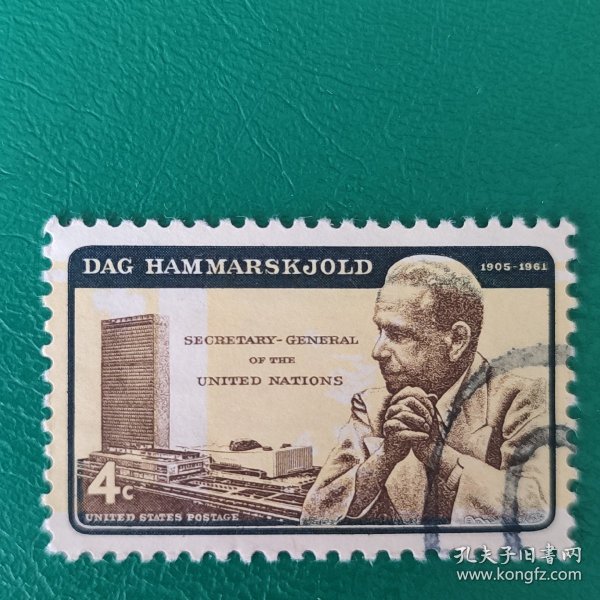 DAG HAMMARSKJOLD
1905-1961
SECRETARY-GENERAL
OF THE
UNITED NATIONS
4c
UNITED STATES POSTAGE
孔夫子旧书网
www.kongfz.com